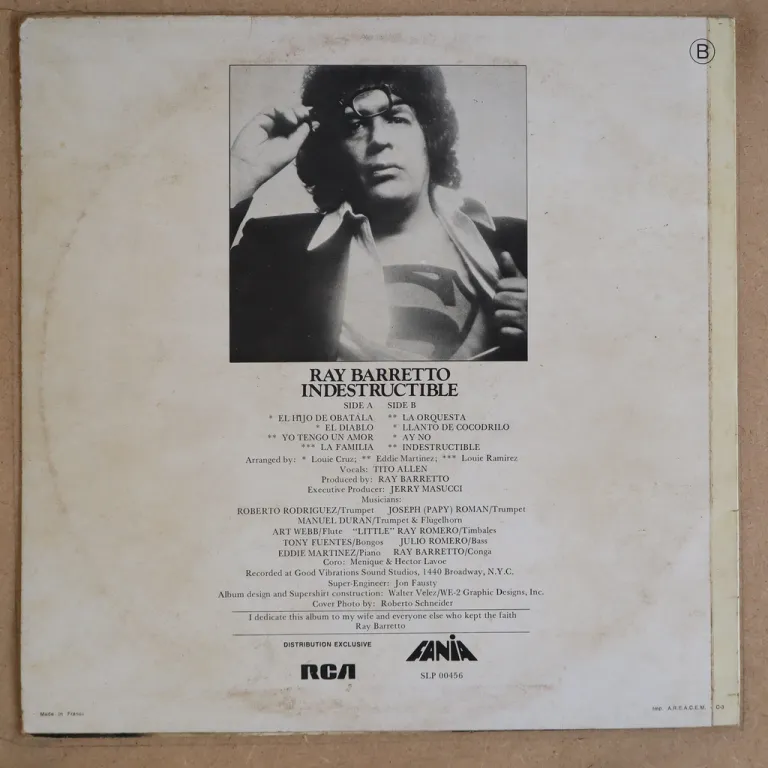 B
RAY BARRETTO
INDESTRUCTIBLE
SIDE A SIDE B
* EL HIJO DE OBATALA ** LA ORQUESTA
* EL DIABLO * LLANTO DE COCODRILO
** YO TENGO UN AMOR * AY NO
*** LA FAMILIA ** INDESTRUCTIBLE
Arranged by: * Louie Cruz; ** Eddie Martinez; *** Louie Ramirez
Vocals: TITO ALLEN
Produced by: RAY BARRETTO
Executive Producer: JERRY MASUCCI
Musicians:
ROBERTO RODRIGUEZ/Trumpet JOSEPH (PAPY) ROMAN/Trumpet
MANUEL DURAN/Trumpet & Flugelhorn
ART WEBB/Flute "LITTLE" RAY ROMERO/Timbales
TONY FUENTES/Bongos JULIO ROMERO/Bass
EDDIE MARTINEZ/Piano RAY BARRETTO/Conga
Coro: Menique & Hector Lavoe
Recorded at Good Vibrations Sound Studios, 1440 Broadway, N.Y.C.
Super-Engineer: Jon Fausty
Album design and Supershirt construction: Walter Velez/WE-2 Graphic Designs, Inc.
Cover Photo by: Roberto Schneider
I dedicate this album to my wife and everyone else who kept the faith
Ray Barretto
DISTRIBUTION EXCLUSIVE
RCA
FANIA
SLP 00456
Made in France
Imp. A.R.E.A.C.E.M.